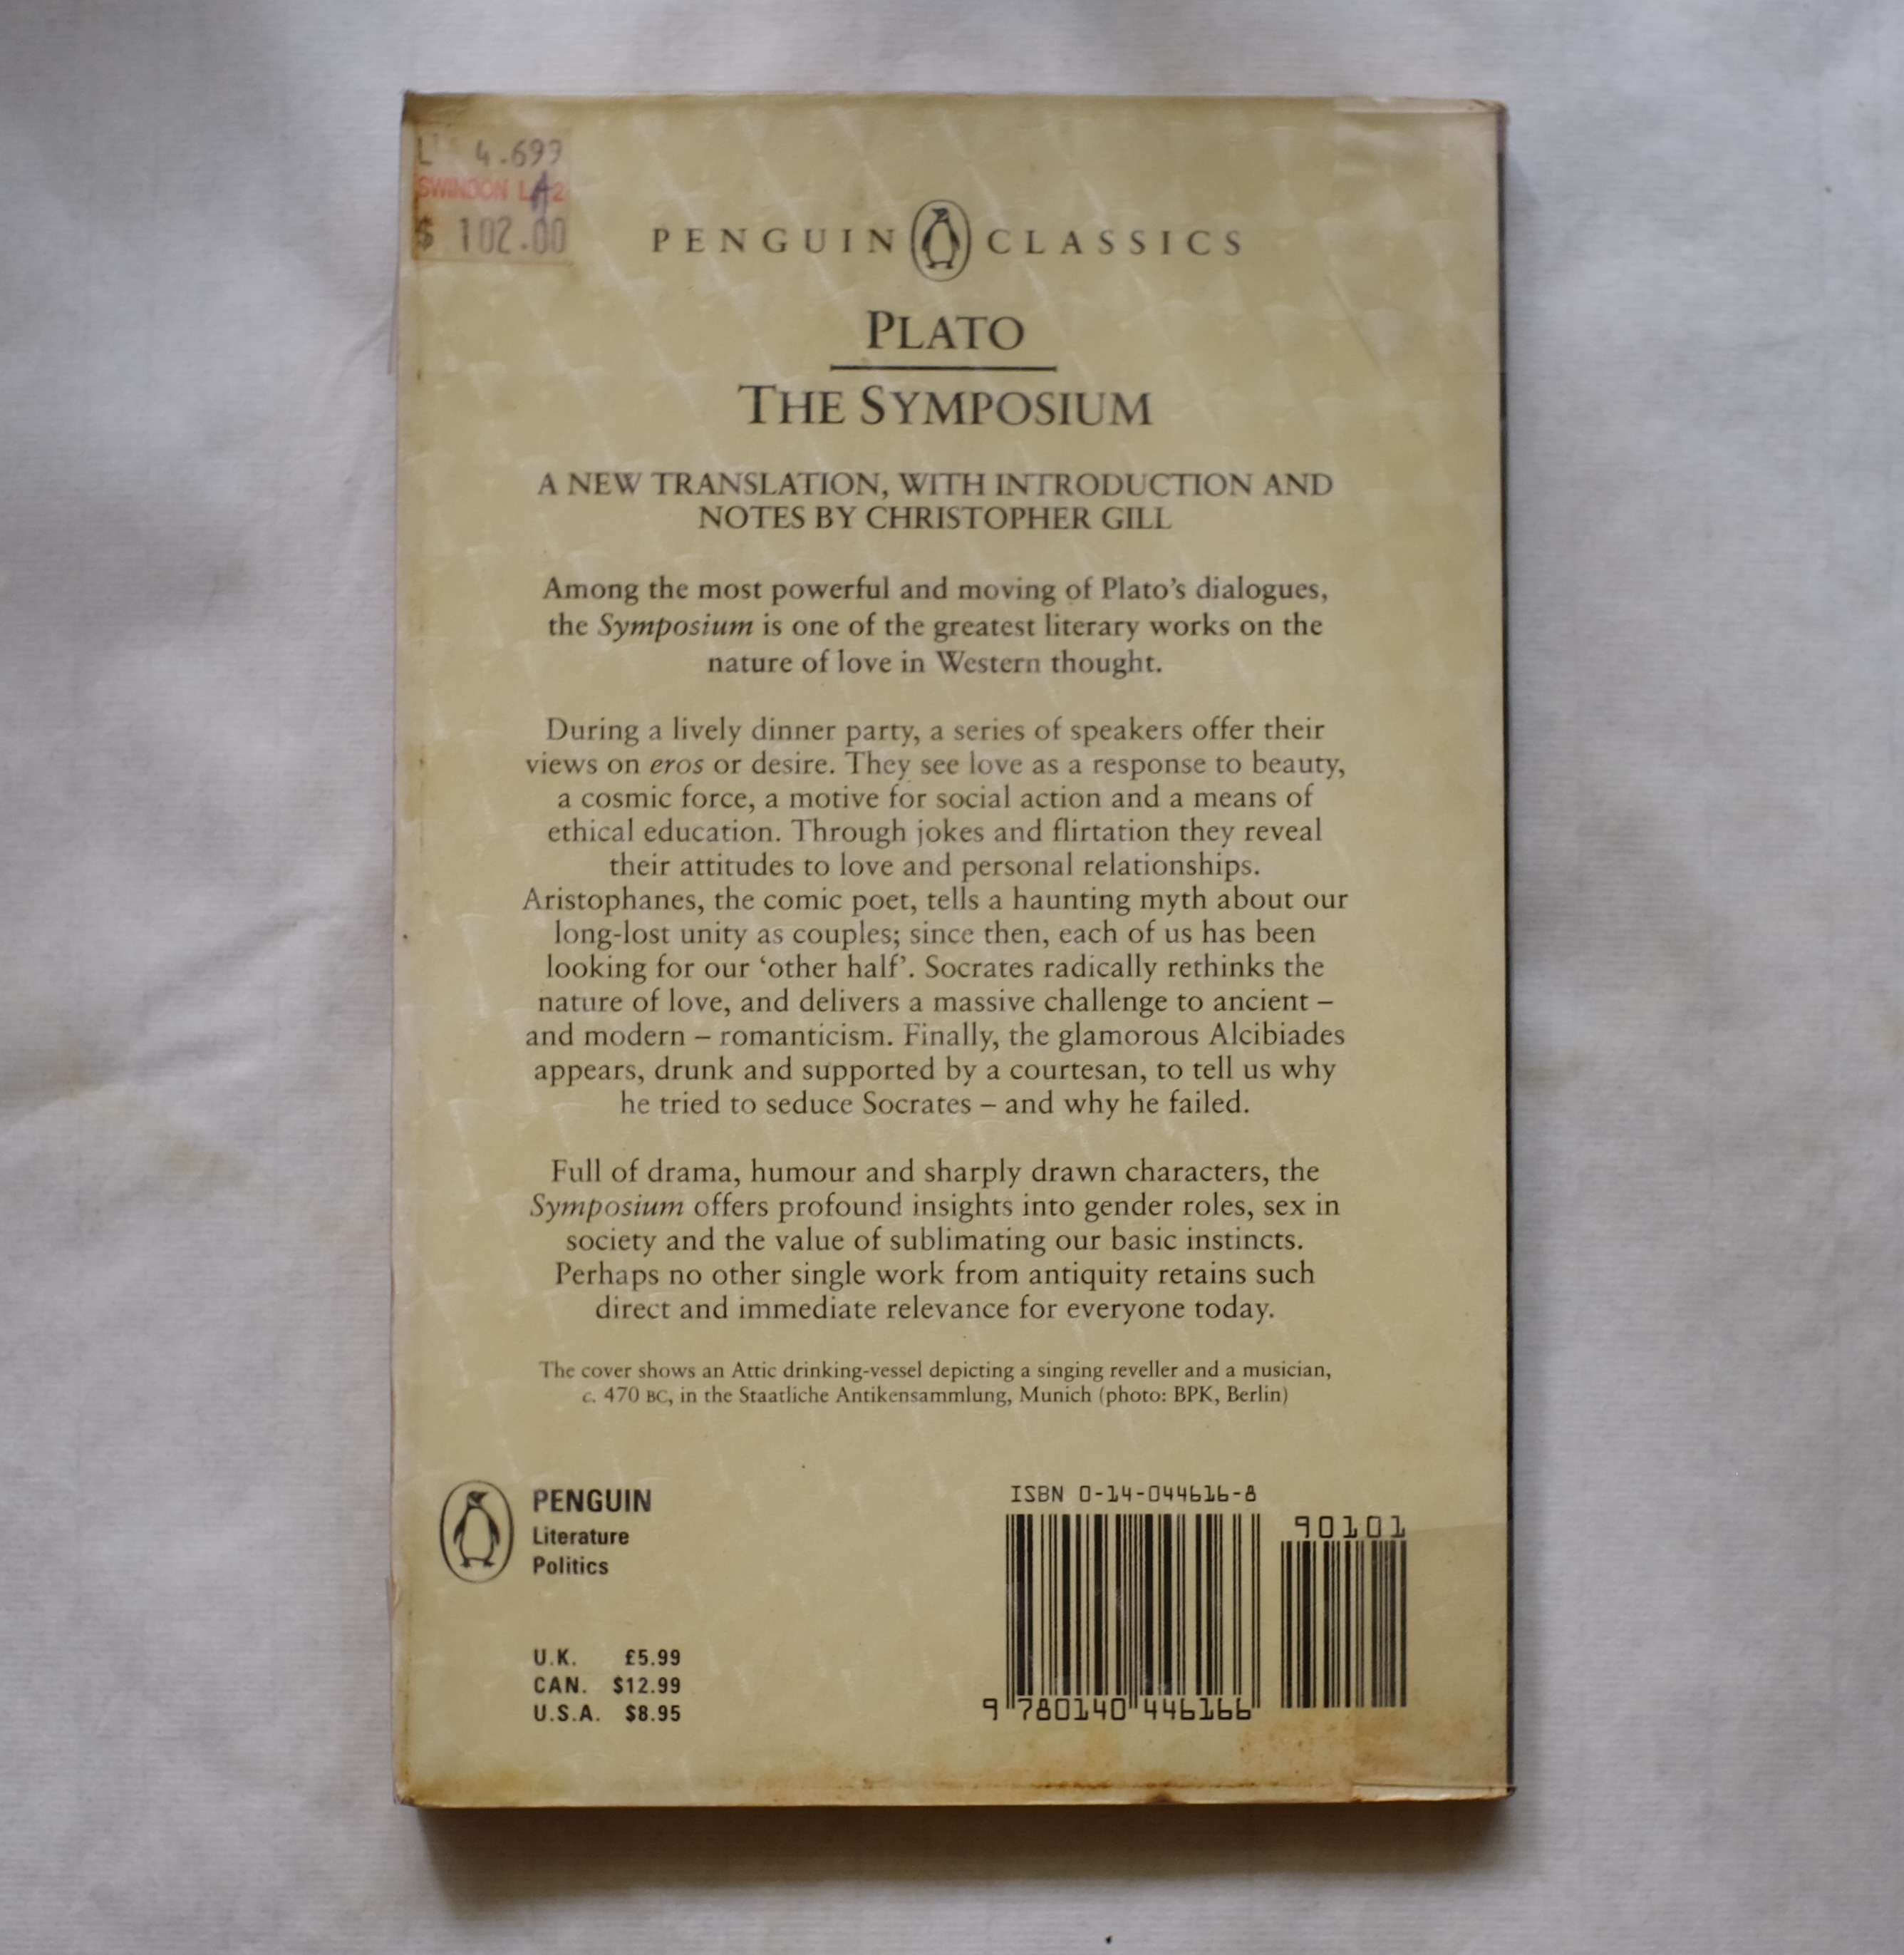 L 4.699
SWINDON LA2
$ 102.00
PENGUIN CLASSICS
PLATO
THE SYMPOSIUM
A NEW TRANSLATION, WITH INTRODUCTION AND
NOTES BY CHRISTOPHER GILL
Among the most powerful and moving of Plato's dialogues,
the Symposium is one of the greatest literary works on the
nature of love in Western thought.
During a lively dinner party, a series of speakers offer their
views on eros or desire. They see love as a response to beauty,
a cosmic force, a motive for social action and a means of
ethical education. Through jokes and flirtation they reveal
their attitudes to love and personal relationships.
Aristophanes, the comic poet, tells a haunting myth about our
long-lost unity as couples; since then, each of us has been
looking for our ‘other half’. Socrates radically rethinks the
nature of love, and delivers a massive challenge to ancient –
and modern – romanticism. Finally, the glamorous Alcibiades
appears, drunk and supported by a courtesan, to tell us why
he tried to seduce Socrates – and why he failed.
Full of drama, humour and sharply drawn characters, the
Symposium offers profound insights into gender roles, sex in
society and the value of sublimating our basic instincts.
Perhaps no other single work from antiquity retains such
direct and immediate relevance for everyone today.
The cover shows an Attic drinking-vessel depicting a singing reveller and a musician,
c. 470 BC, in the Staatliche Antikensammlung, Munich (photo: BPK, Berlin)
PENGUIN
Literature
Politics
U.K. £5.99
CAN. $12.99
U.S.A. $8.95
ISBN 0-14-044616-8
90101
9 780140 446166